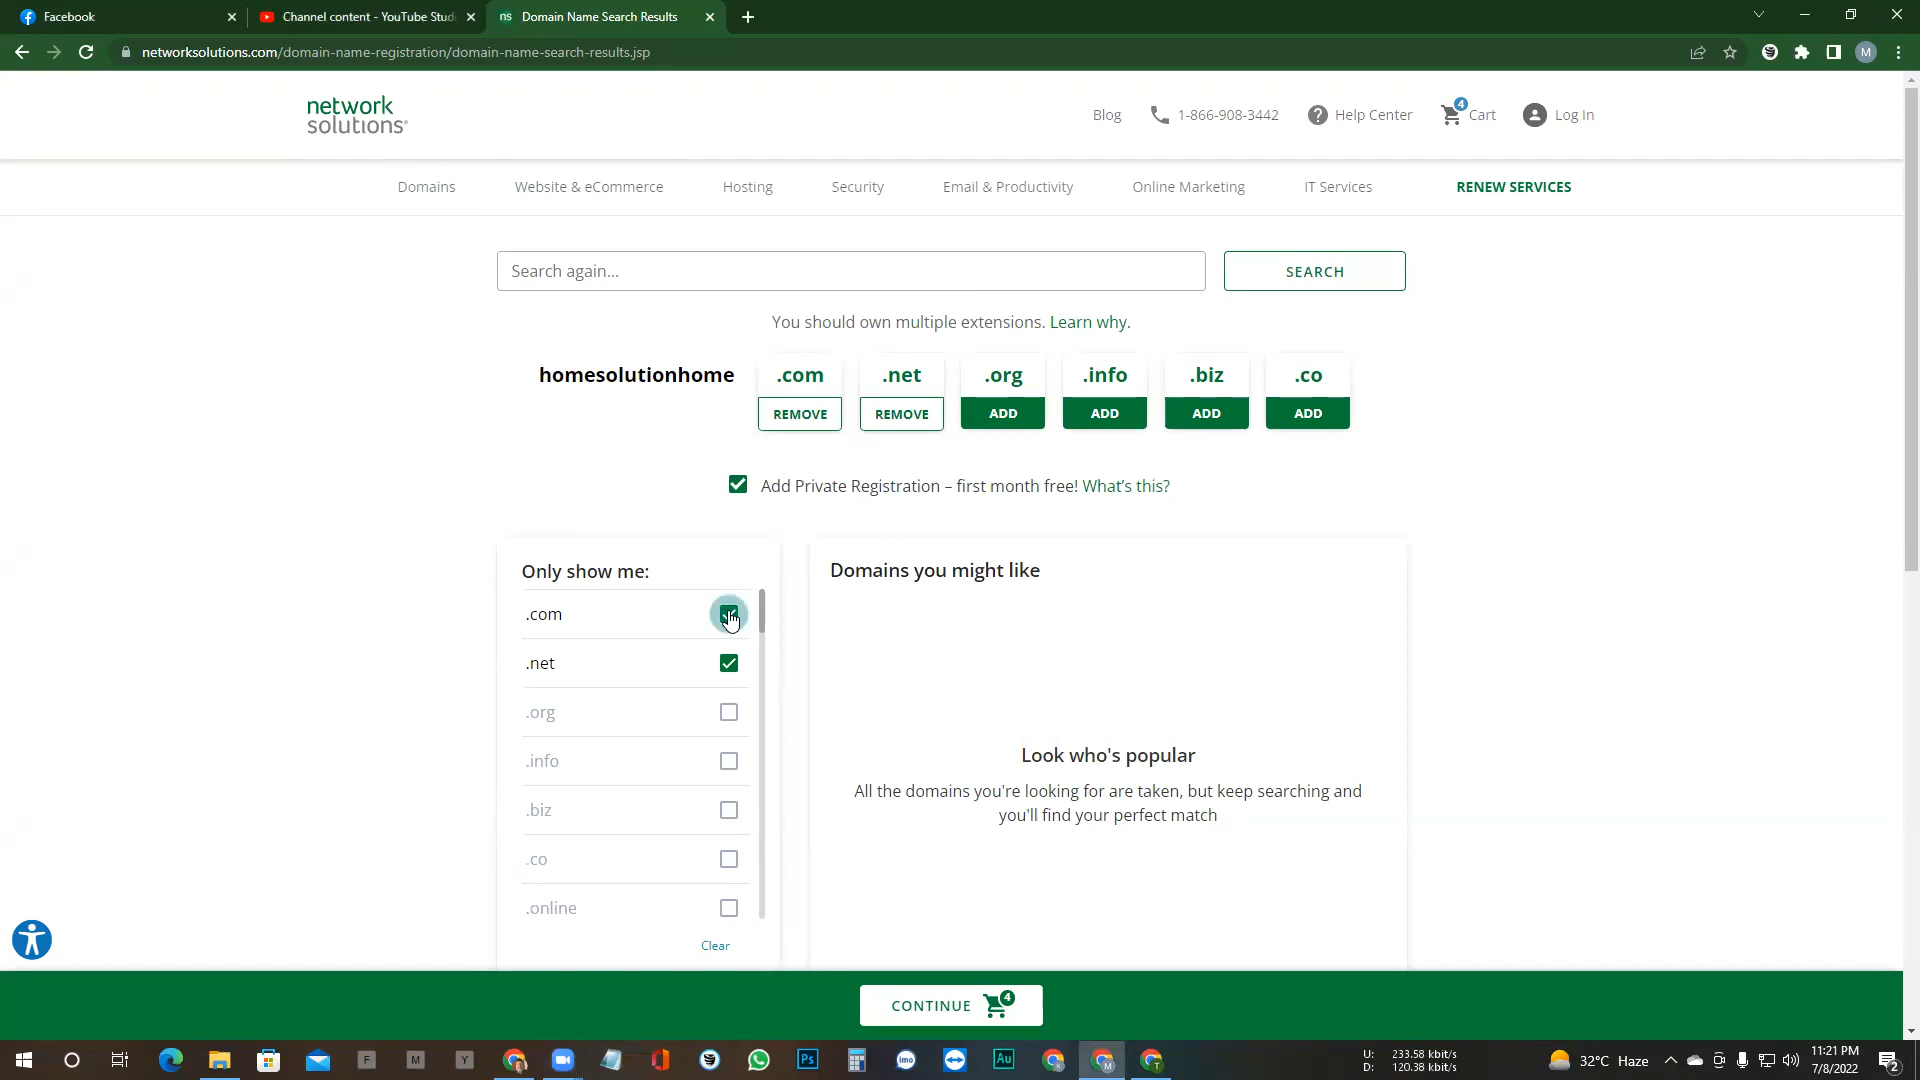 Facebook
Channel content - YouTube Stud
ns Domain Name Search Results
networksolutions.com/domain-name-registration/domain-name-search-results.jsp
M
network
solutions®
Blog
1-866-908-3442
Help Center
4
Cart
Log In
Domains
Website & eCommerce
Hosting
Security
Email & Productivity
Online Marketing
IT Services
RENEW SERVICES
Search again...
SEARCH
You should own multiple extensions. Learn why.
homesolutionhome
.com
.net
.org
.info
.biz
.co
REMOVE
REMOVE
ADD
ADD
ADD
ADD
Add Private Registration – first month free! What's this?
Only show me:
.com
.net
.org
.info
.biz
.co
.online
Clear
Domains you might like
Look who's popular
All the domains you're looking for are taken, but keep searching and
you'll find your perfect match
CONTINUE
4
F
M
Y
Ps
imo
Au
K
M
T
U: 233.58 kbit/s
D: 120.38 kbit/s
32°C Haze
11:21 PM
7/8/2022
2